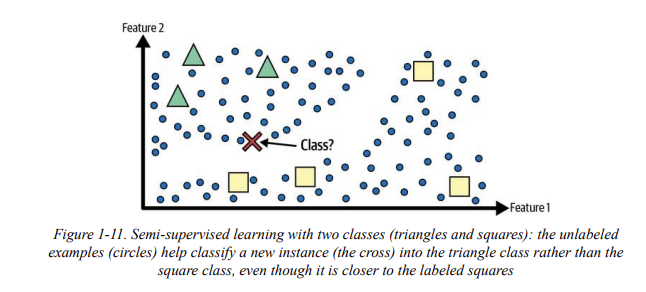 Feature 2
Class?
Feature 1
Figure 1-11. Semi-supervised learning with two classes (triangles and squares): the unlabeled
examples (circles) help classify a new instance (the cross) into the triangle class rather than the
square class, even though it is closer to the labeled squares